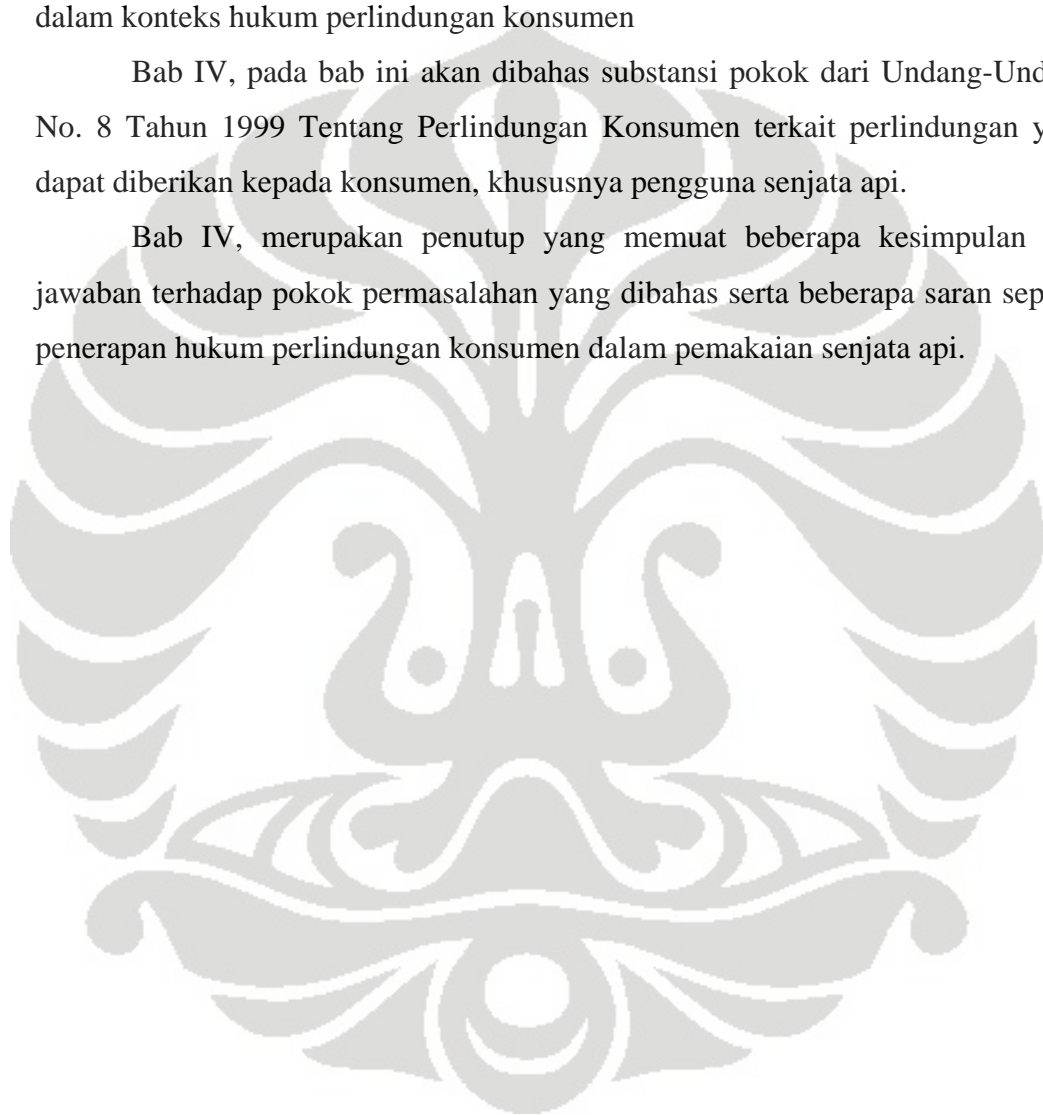 dalam konteks hukum perlindungan konsumen
Bab IV, pada bab ini akan dibahas substansi pokok dari Undang-Und
No. 8 Tahun 1999 Tentang Perlindungan Konsumen terkait perlindungan y
dapat diberikan kepada konsumen, khususnya pengguna senjata api.
Bab IV, merupakan penutup yang memuat beberapa kesimpulan
jawaban terhadap pokok permasalahan yang dibahas serta beberapa saran sep
penerapan hukum perlindungan konsumen dalam pemakaian senjata api.